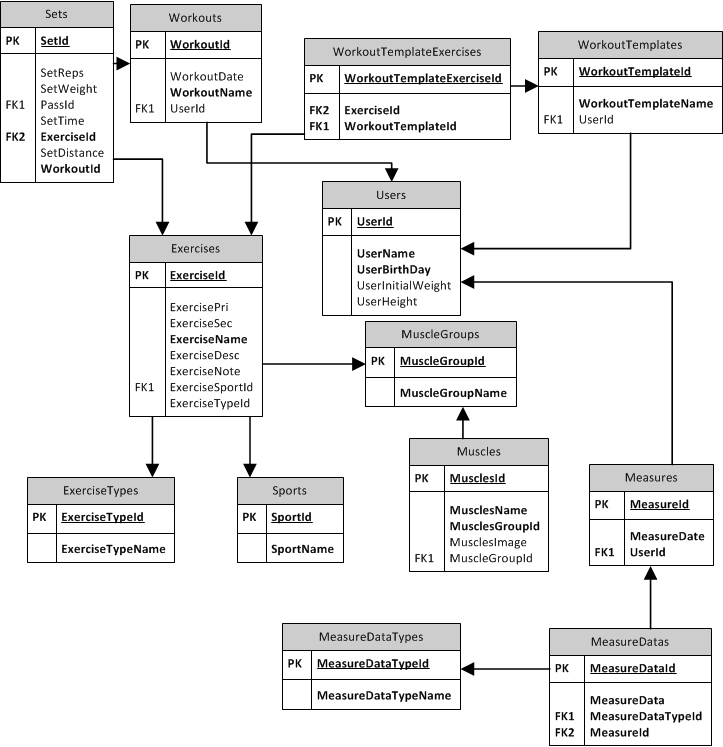 Sets
PK SetId
SetReps
SetWeight
FK1 PassId
SetTime
FK2 ExerciseId
SetDistance
WorkoutId
Workouts
PK WorkoutId
WorkoutDate
WorkoutName
FK1 UserId
WorkoutTemplateExercises
PK WorkoutTemplateExerciseId
FK2 ExerciseId
FK1 WorkoutTemplateId
WorkoutTemplates
PK WorkoutTemplateId
WorkoutTemplateName
FK1 UserId
Users
PK UserId
UserName
UserBirthDay
UserInitialWeight
UserHeight
Exercises
PK ExerciseId
ExercisePri
ExerciseSec
ExerciseName
ExerciseDesc
ExerciseNote
FK1 ExerciseSportId
ExerciseTypeId
MuscleGroups
PK MuscleGroupId
MuscleGroupName
Muscles
PK MusclesId
MusclesName
MusclesGroupId
MusclesImage
FK1 MuscleGroupId
ExerciseTypes
PK ExerciseTypeId
ExerciseTypeName
Sports
PK SportId
SportName
Measures
PK MeasureId
MeasureDate
FK1 UserId
MeasureDataTypes
PK MeasureDataTypeId
MeasureDataTypeName
MeasureDatas
PK MeasureDataId
MeasureData
FK1 MeasureDataTypeId
FK2 MeasureId